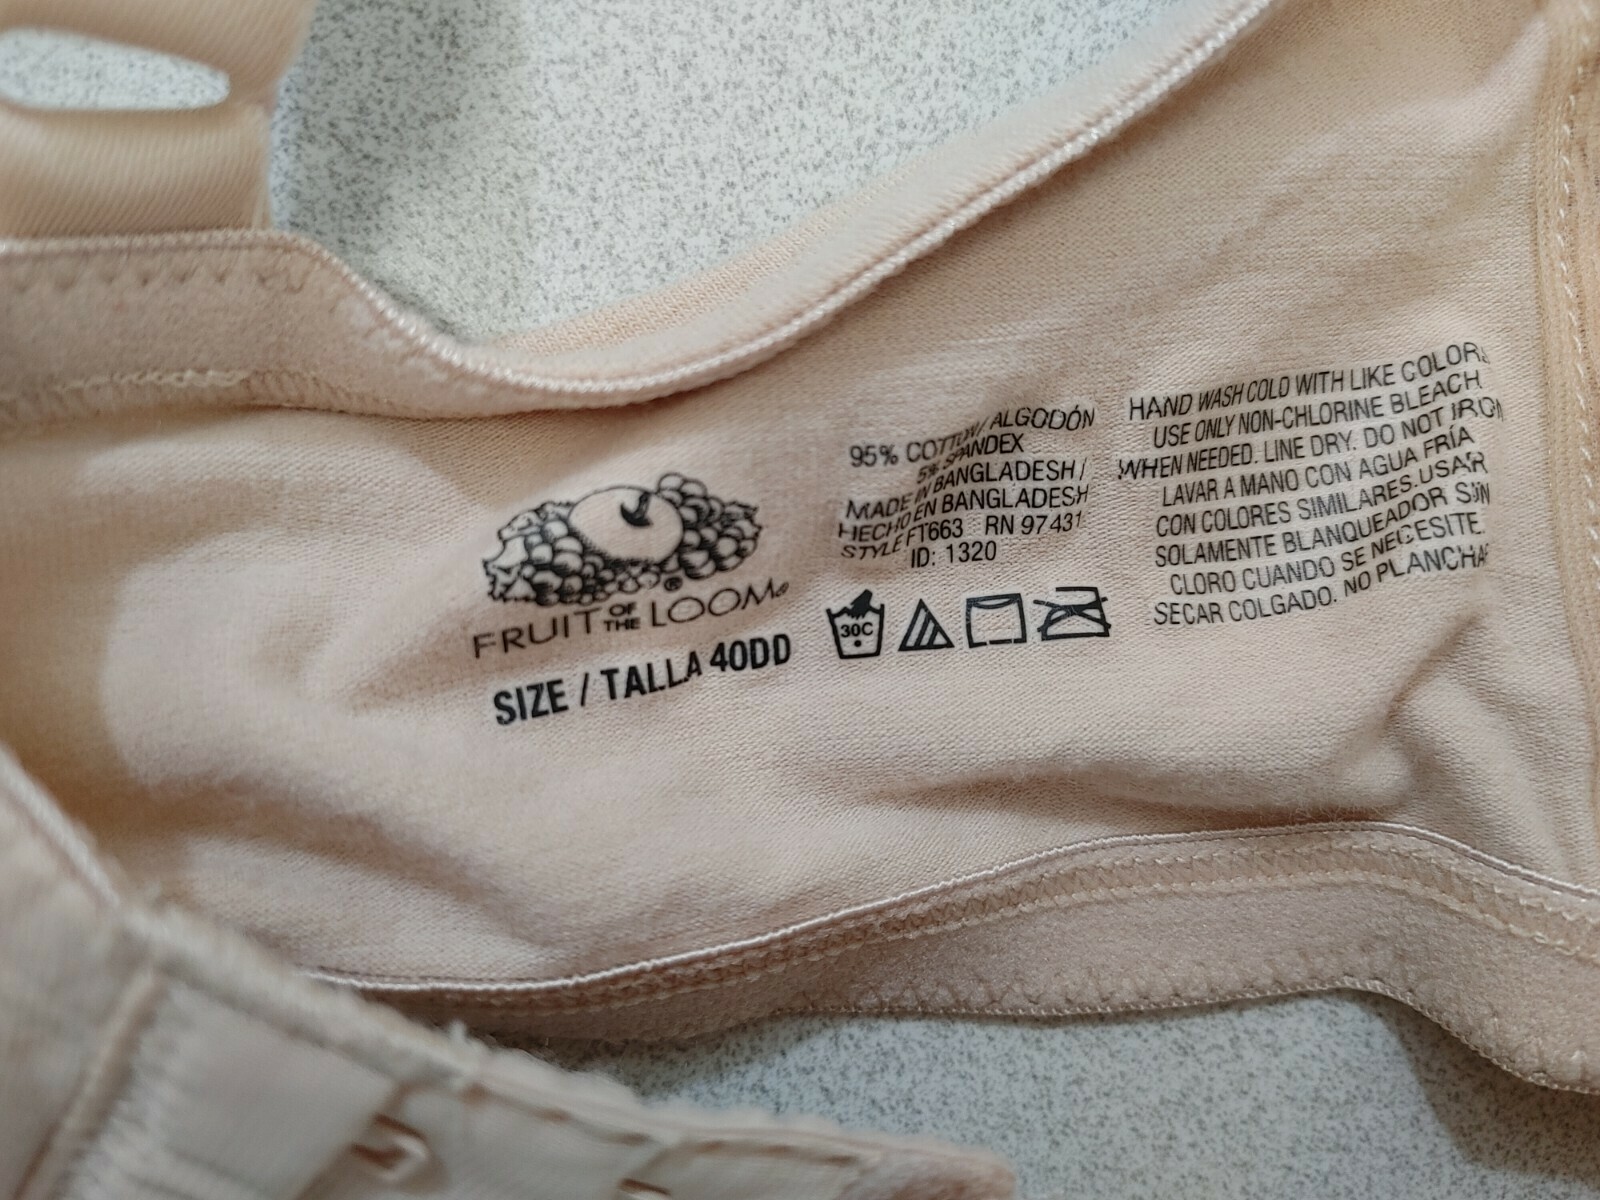 FRUIT OF THE LOOM®
SIZE / TALLA 40DD
95% COTTON / ALGODÓN
5% SPANDEX
MADE IN BANGLADESH /
HECHO EN BANGLADESH
STYLE FT663 RN 97431
ID: 1320
30C
HAND WASH COLD WITH LIKE COLORS
USE ONLY NON-CHLORINE BLEACH
WHEN NEEDED. LINE DRY. DO NOT IRON
LAVAR A MANO CON AGUA FRÍA
CON COLORES SIMILARES. USAR
SOLAMENTE BLANQUEADOR SIN
CLORO CUANDO SE NECESITE.
SECAR COLGADO. NO PLANCHAR